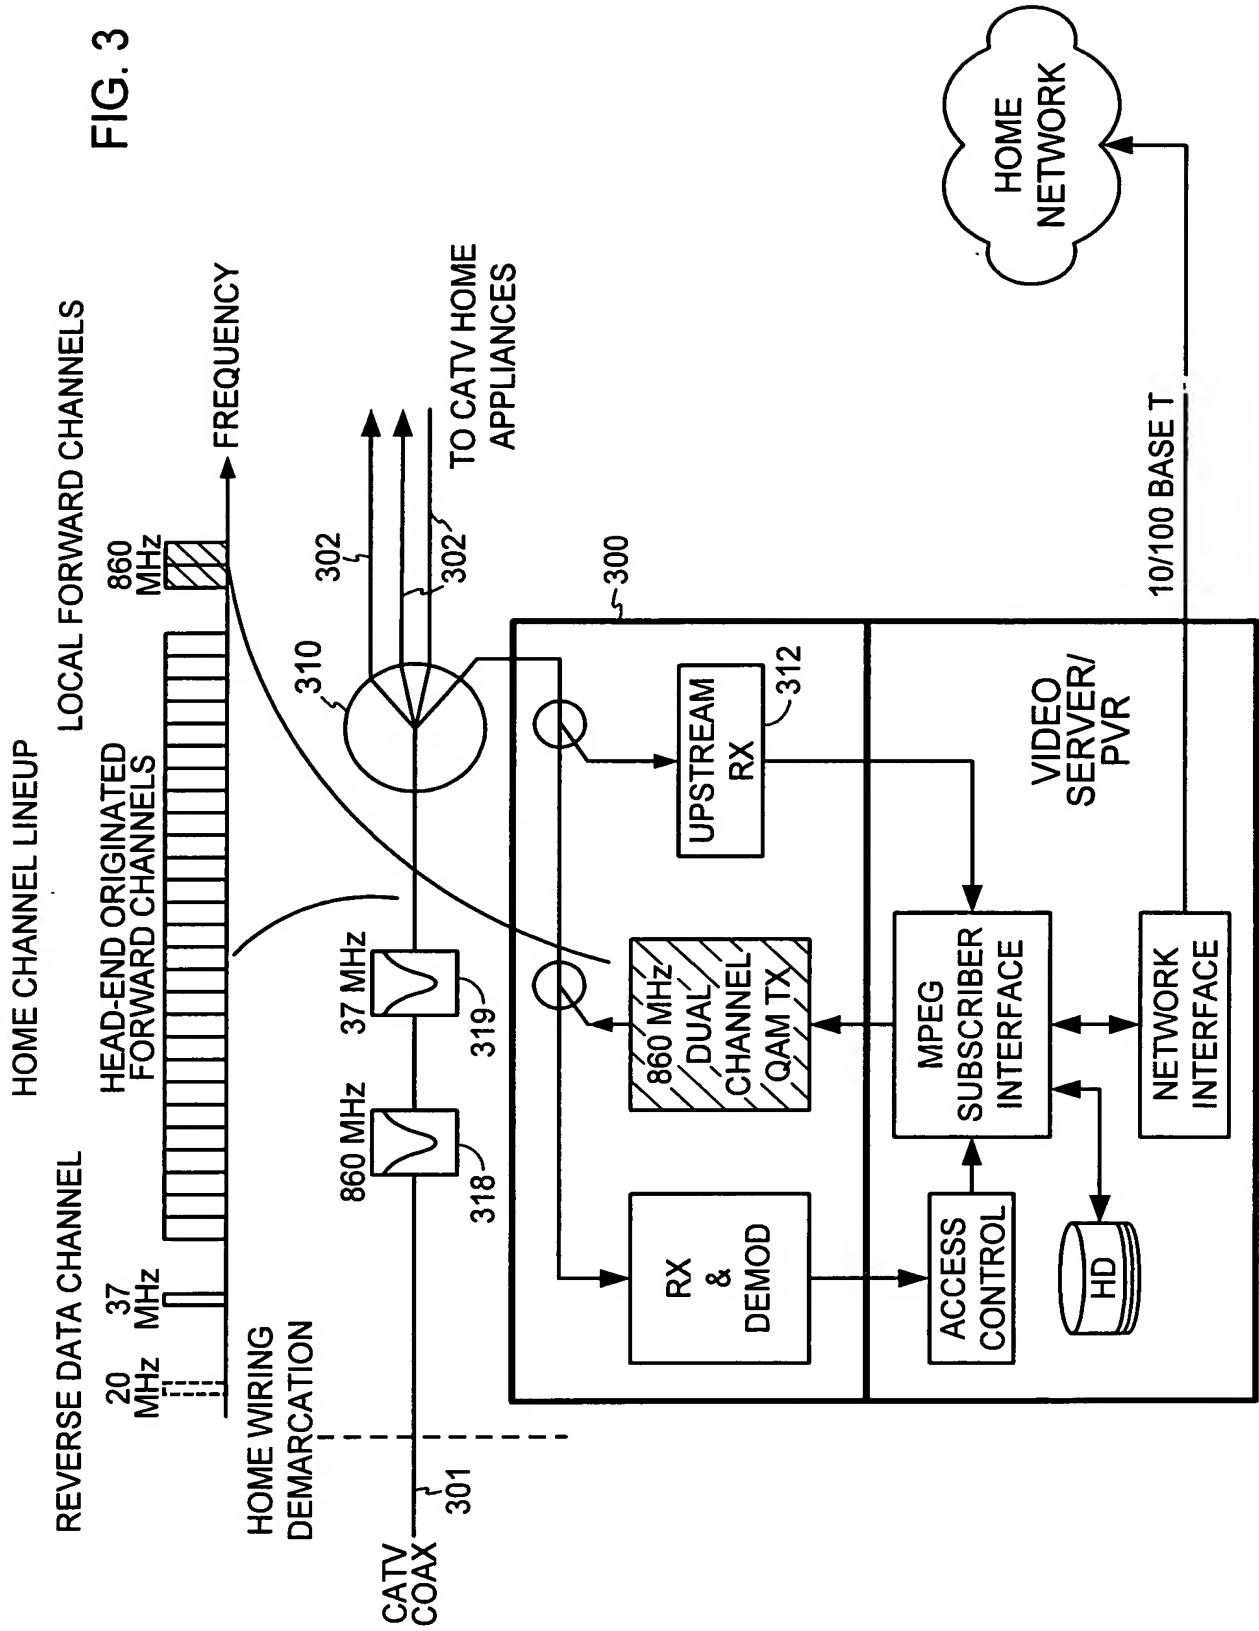 FIG. 3
HOME CHANNEL LINEUP
REVERSE DATA CHANNEL
HEAD-END ORIGINATED
FORWARD CHANNELS
LOCAL FORWARD CHANNELS
20
MHz
37
MHz
860
MHz
FREQUENCY
HOME WIRING
DEMARCATION
CATV
COAX
301
860 MHz
318
37 MHz
319
310
302
302
TO CATV HOME
APPLIANCES
300
RX
&
DEMOD
860 MHz
DUAL
CHANNEL
QAM TX
UPSTREAM
RX
312
ACCESS
CONTROL
MPEG
SUBSCRIBER
INTERFACE
VIDEO
SERVER/
PVR
HD
NETWORK
INTERFACE
10/100 BASE T
HOME
NETWORK